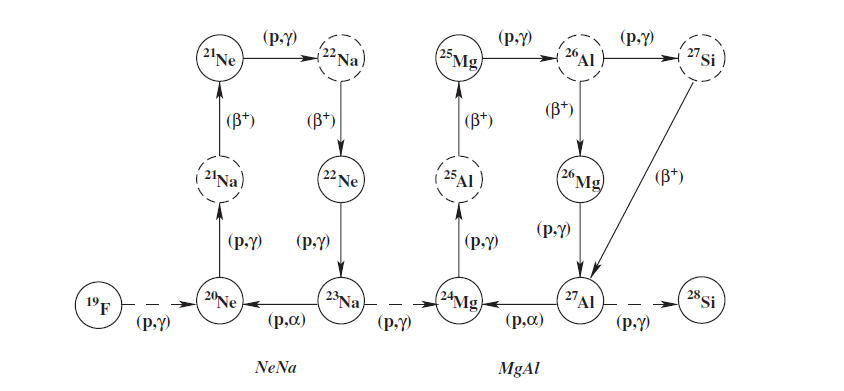 (p,γ) (p,γ) (p,γ)
²¹Ne ²²Na ²⁵Mg ²⁶Al ²⁷Si
(β⁺) (β⁺) (β⁺) (β⁺)
²¹Na ²²Ne ²⁵Al ²⁶Mg (β⁺)
(p,γ) (p,γ) (p,γ) (p,γ)
¹⁹F ²⁰Ne ²³Na ²⁴Mg ²⁷Al ²⁸Si
(p,γ) (p,α) (p,γ) (p,α) (p,γ)
NeNa MgAl